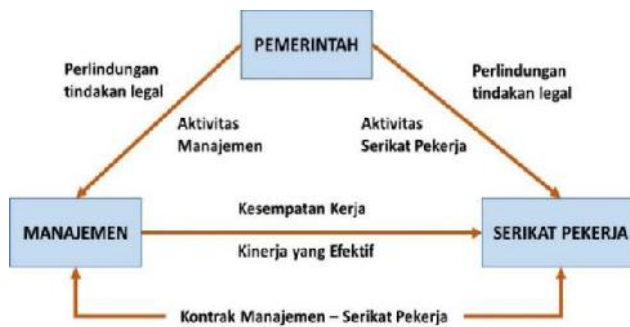 PEMERINTAH
Perlindungan
tindakan legal
Perlindungan
tindakan legal
Aktivitas
Manajemen
Aktivitas
Serikat Pekerja
MANAJEMEN
Kesempatan Kerja
Kinerja yang Efektif
SERIKAT PEKERJA
Kontrak Manajemen – Serikat Pekerja